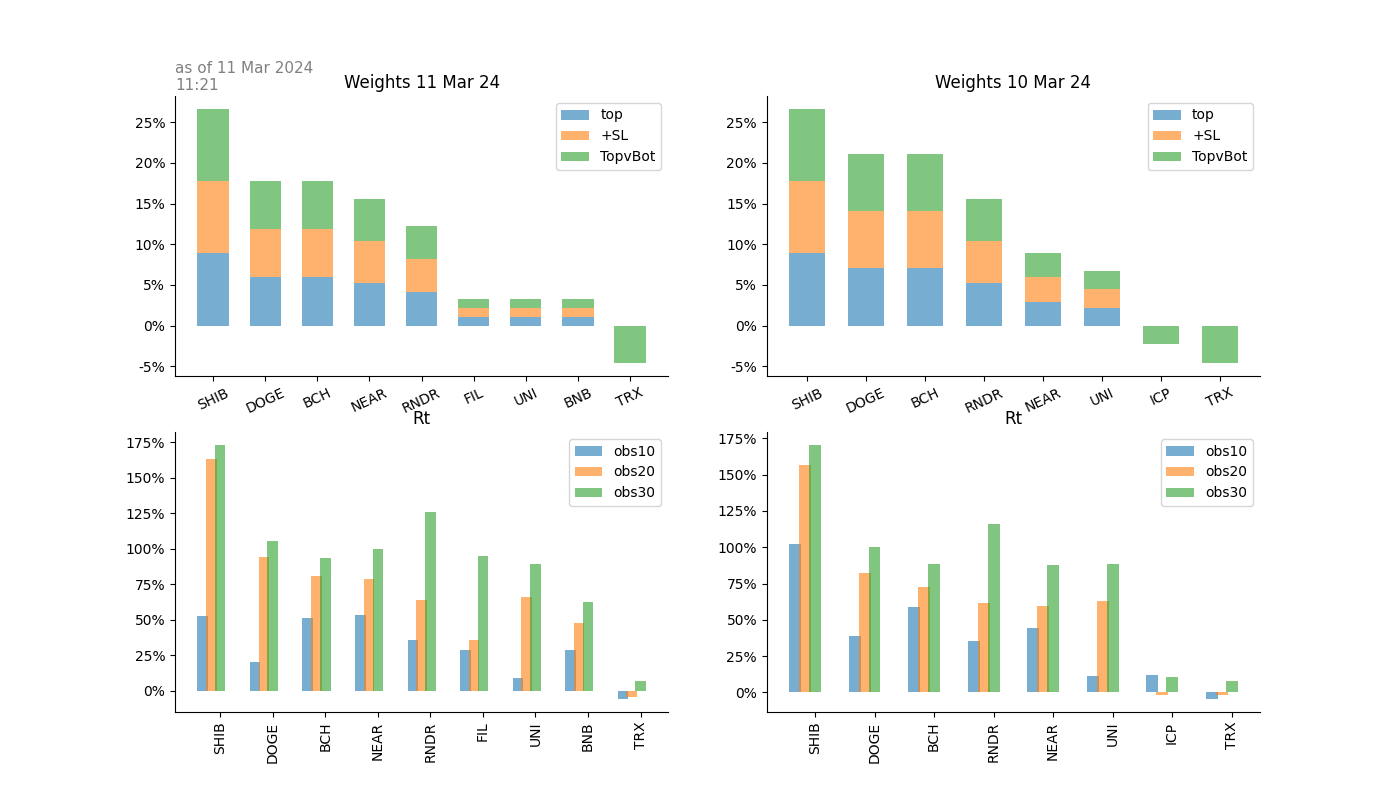 as of 11 Mar 2024
11:21
Weights 11 Mar 24
25%
20%
15%
10%
5%
0%
-5%
top
+SL
TopvBot
SHIB DOGE BCH NEAR RNDR FIL UNI BNB TRX
Weights 10 Mar 24
25%
20%
15%
10%
5%
0%
-5%
top
+SL
TopvBot
SHIB DOGE BCH RNDR NEAR UNI ICP TRX
Rt
175%
150%
125%
100%
75%
50%
25%
0%
obs10
obs20
obs30
SHIB DOGE BCH NEAR RNDR FIL UNI BNB TRX
Rt
175%
150%
125%
100%
75%
50%
25%
0%
obs10
obs20
obs30
SHIB DOGE BCH RNDR NEAR UNI ICP TRX